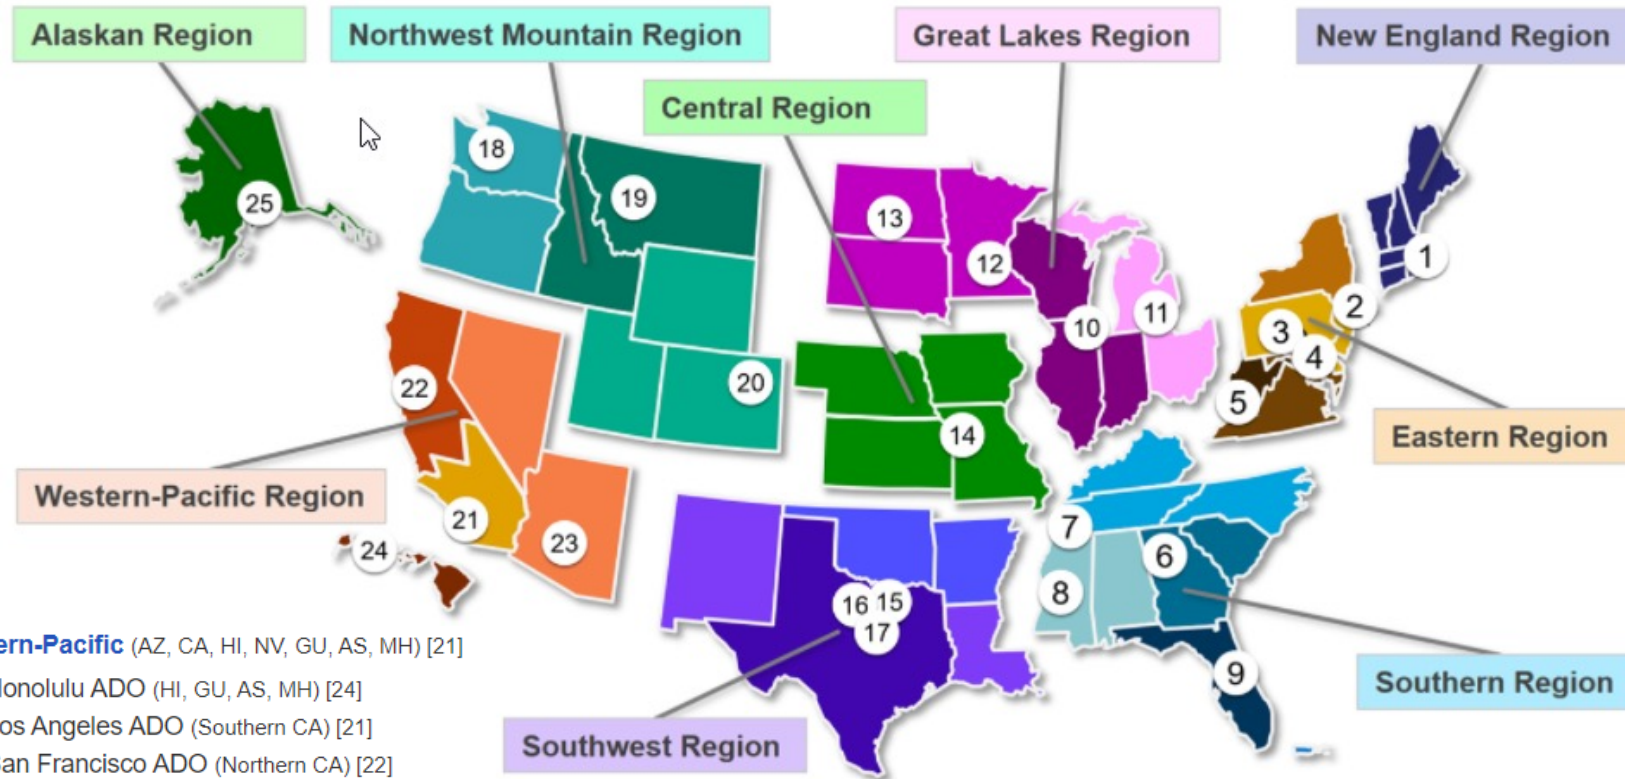 Alaskan Region
Northwest Mountain Region
Great Lakes Region
New England Region
Central Region
18
19
25
13
12
1
2
10
11
3
4
20
22
5
14
Eastern Region
Western-Pacific Region
21
23
24
7
6
8
16
15
17
9
ern-Pacific (AZ, CA, HI, NV, GU, AS, MH) [21]
onolulu ADO (HI, GU, AS, MH) [24]
os Angeles ADO (Southern CA) [21]
an Francisco ADO (Northern CA) [22]
Southern Region
Southwest Region